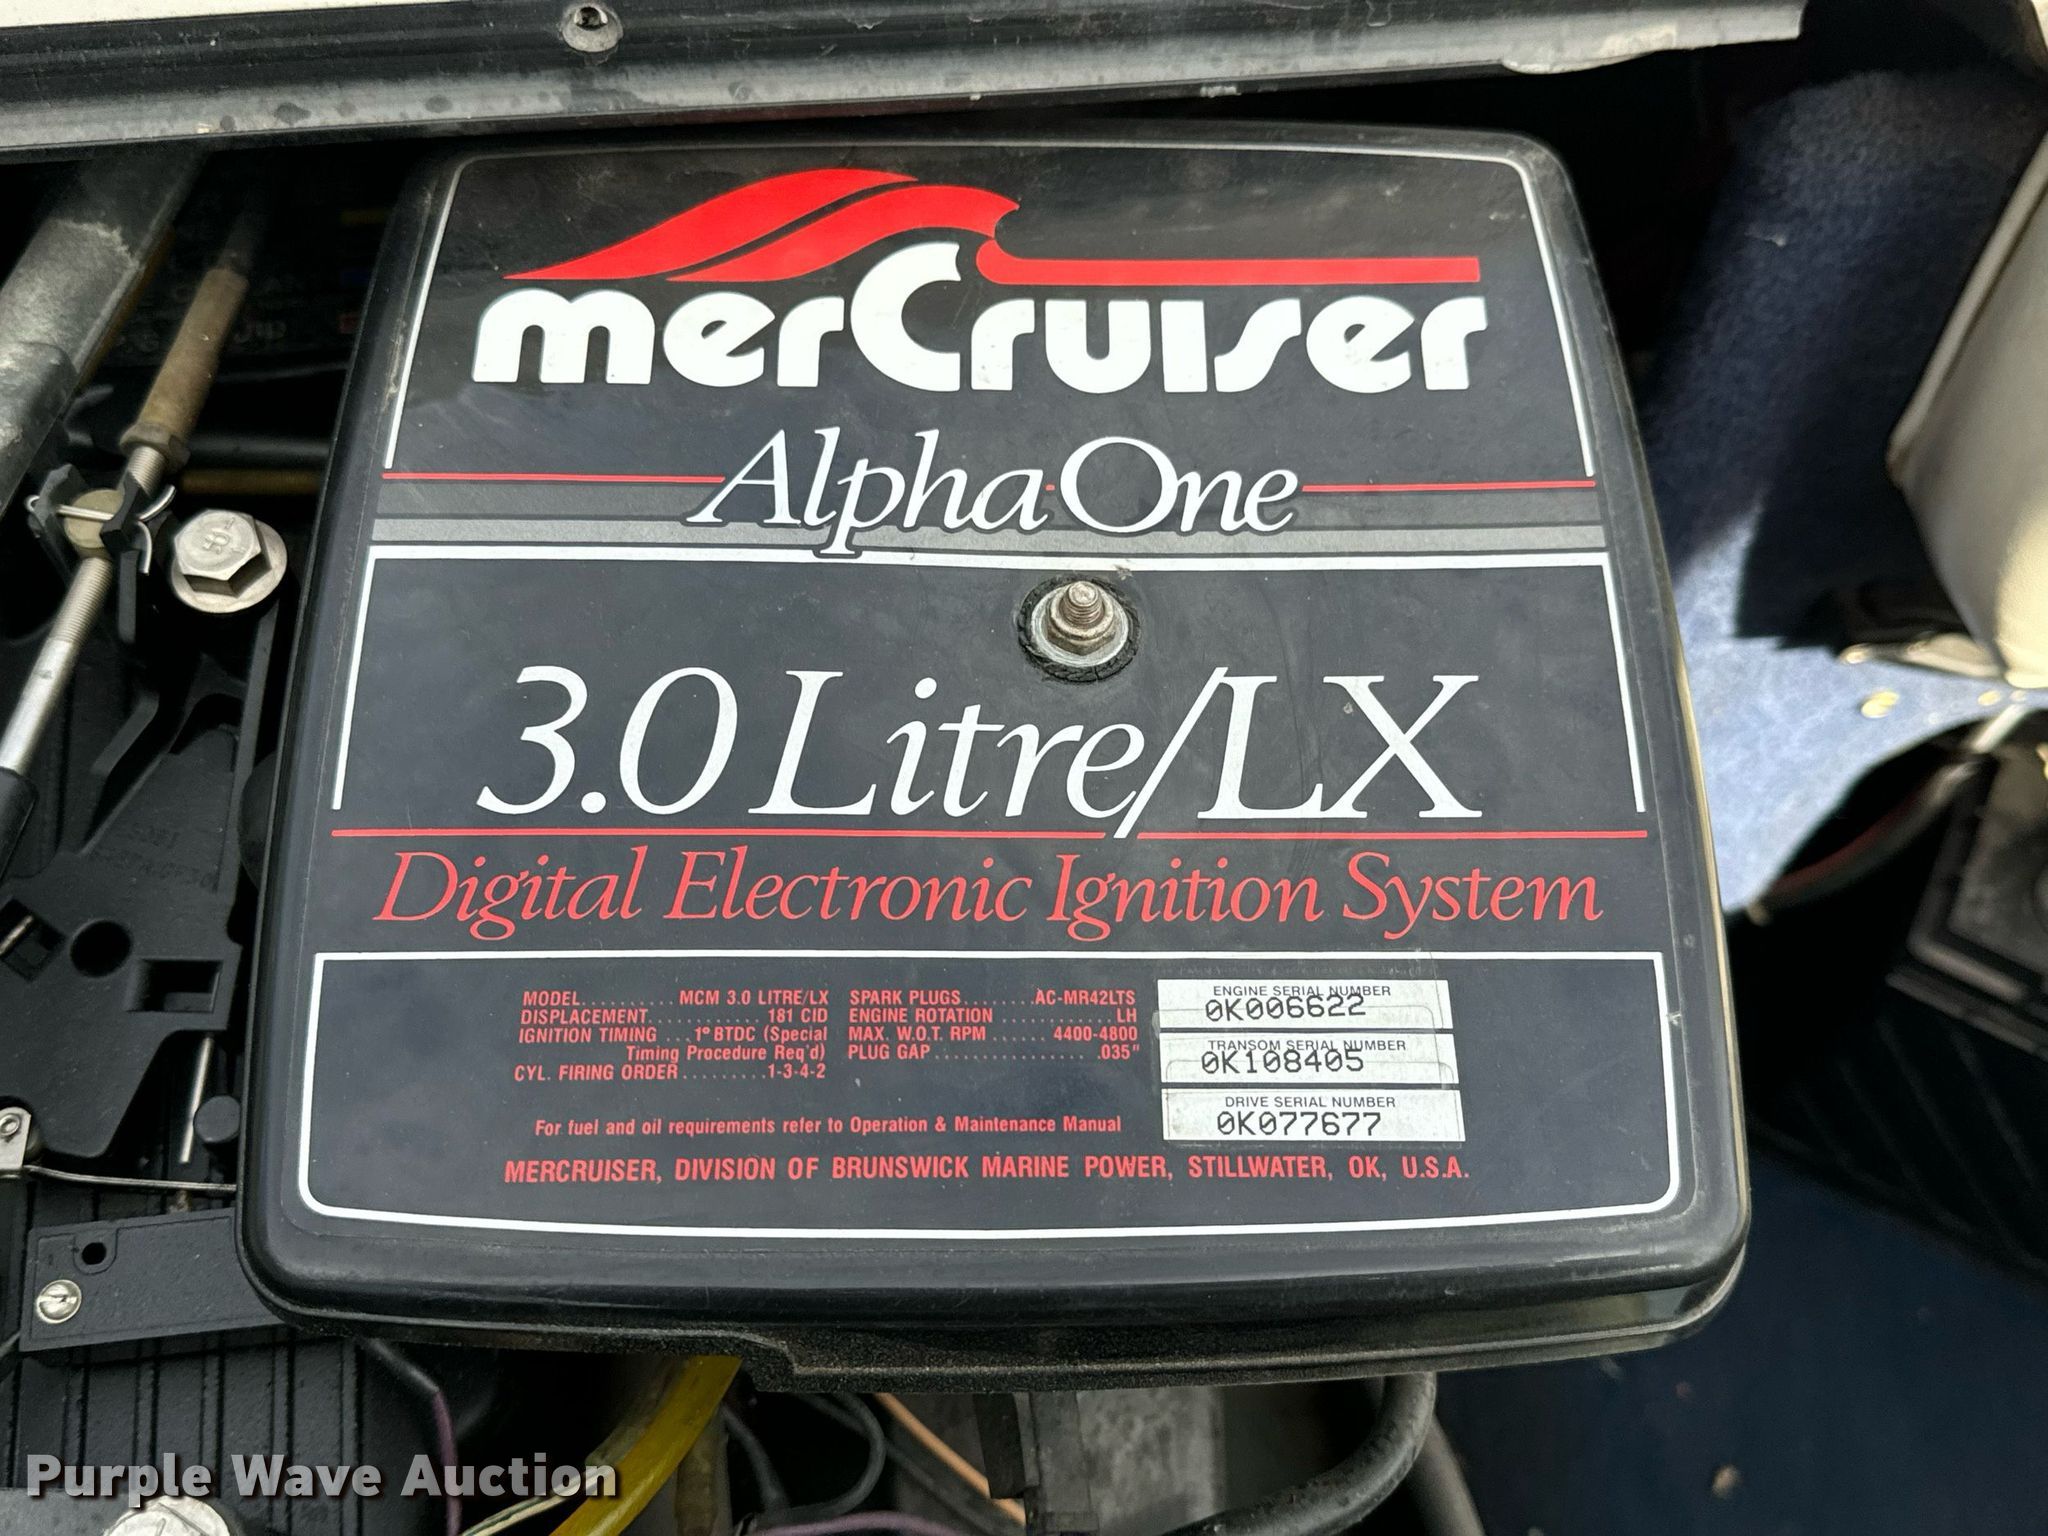 merCruiser
Alpha·One
3.0 Litre/LX
Digital Electronic Ignition System
MODEL.......... MCM 3.0 LITRE/LX
DISPLACEMENT............ 181 CID
IGNITION TIMING ...1° BTDC (Special
Timing Procedure Req'd)
CYL. FIRING ORDER.........1-3-4-2
SPARK PLUGS........AC-MR42LTS
ENGINE ROTATION ............LH
MAX. W.O.T. RPM ...... 4400-4800
PLUG GAP.................035"
ENGINE SERIAL NUMBER
0K006622
TRANSOM SERIAL NUMBER
0K108405
DRIVE SERIAL NUMBER
0K077677
For fuel and oil requirements refer to Operation & Maintenance Manual
MERCRUISER, DIVISION OF BRUNSWICK MARINE POWER, STILLWATER, OK, U.S.A.
Purple Wave Auction